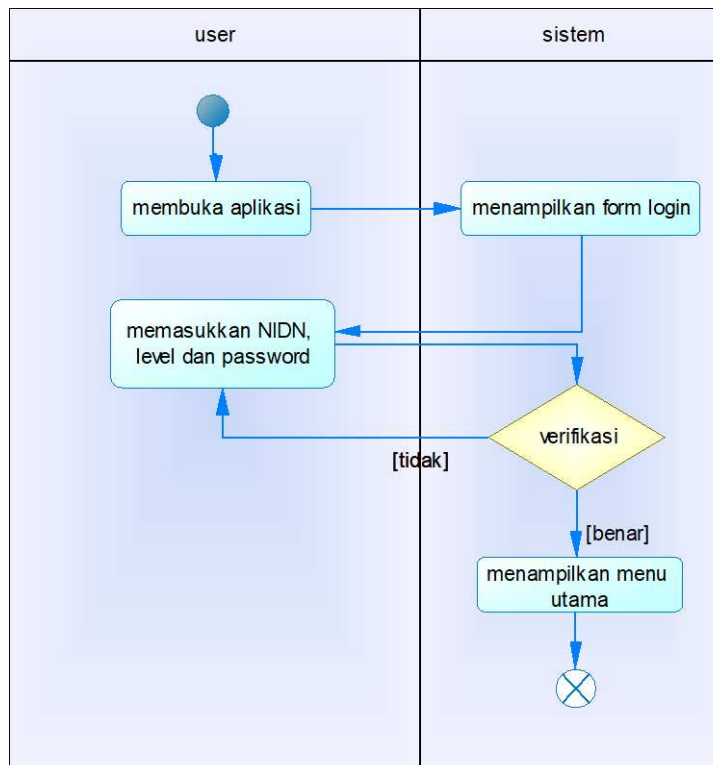 user
sistem
membuka aplikasi
menampilkan form login
memasukkan NIDN,
level dan password
verifikasi
[tidak]
[benar]
menampilkan menu
utama